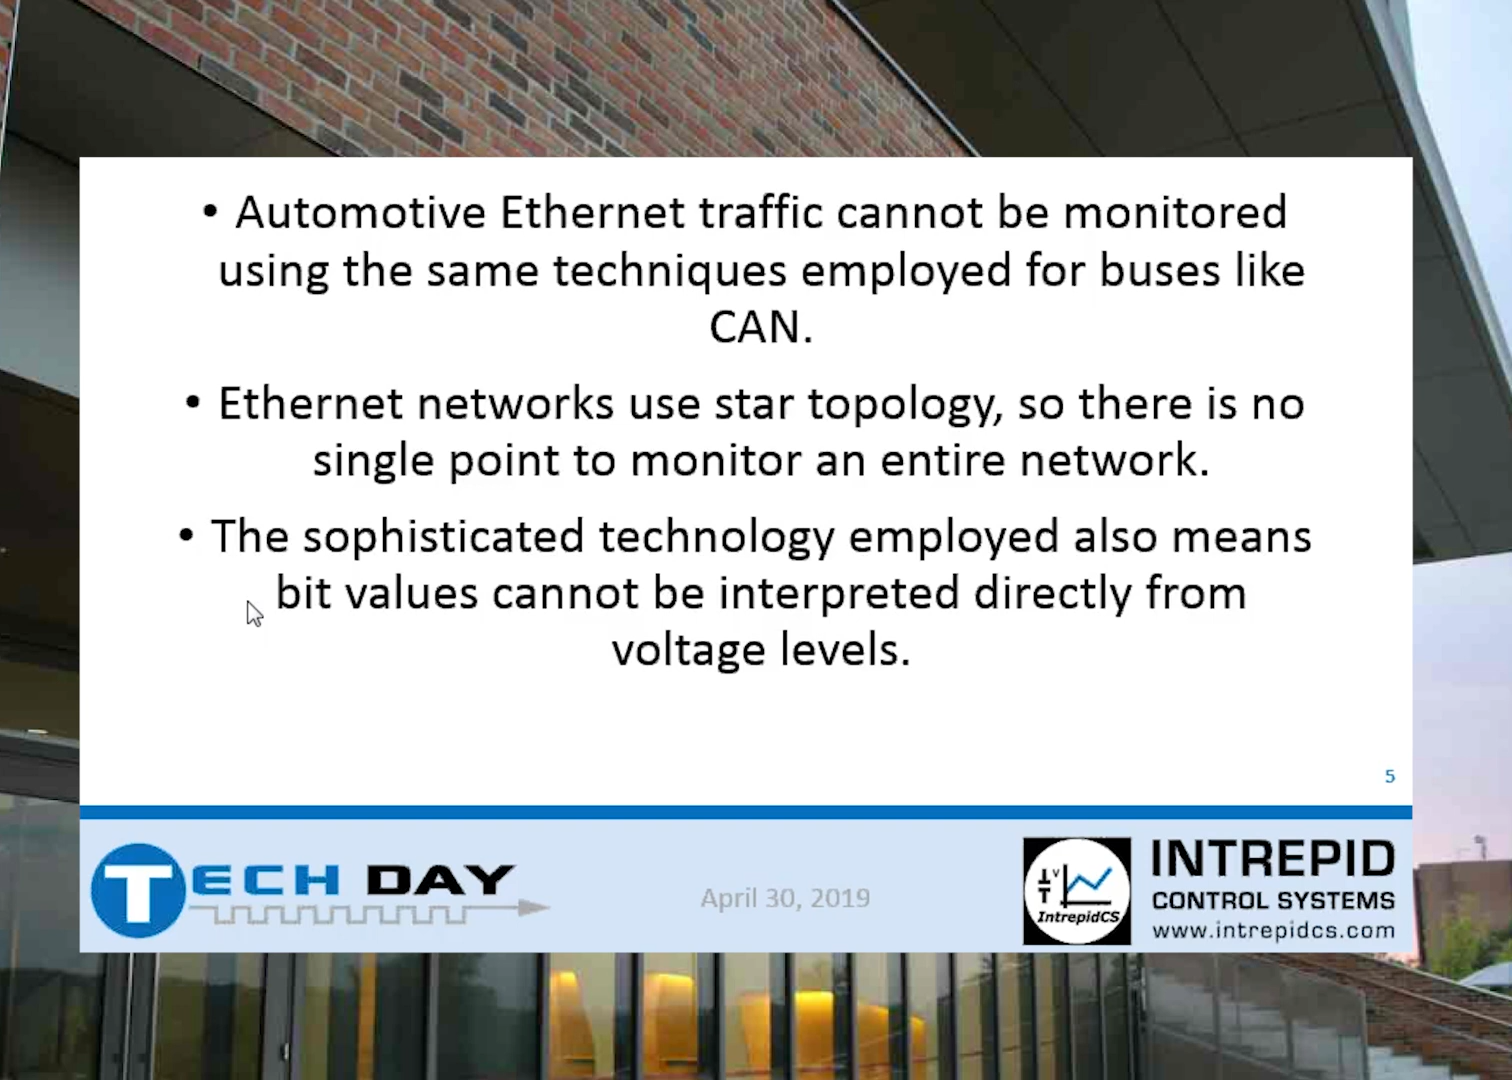 • Automotive Ethernet traffic cannot be monitored
using the same techniques employed for buses like
CAN.
• Ethernet networks use star topology, so there is no
single point to monitor an entire network.
• The sophisticated technology employed also means
bit values cannot be interpreted directly from
voltage levels.
5
TECH DAY
April 30, 2019
V
IntrepidCS
INTREPID
CONTROL SYSTEMS
www.intrepidcs.com